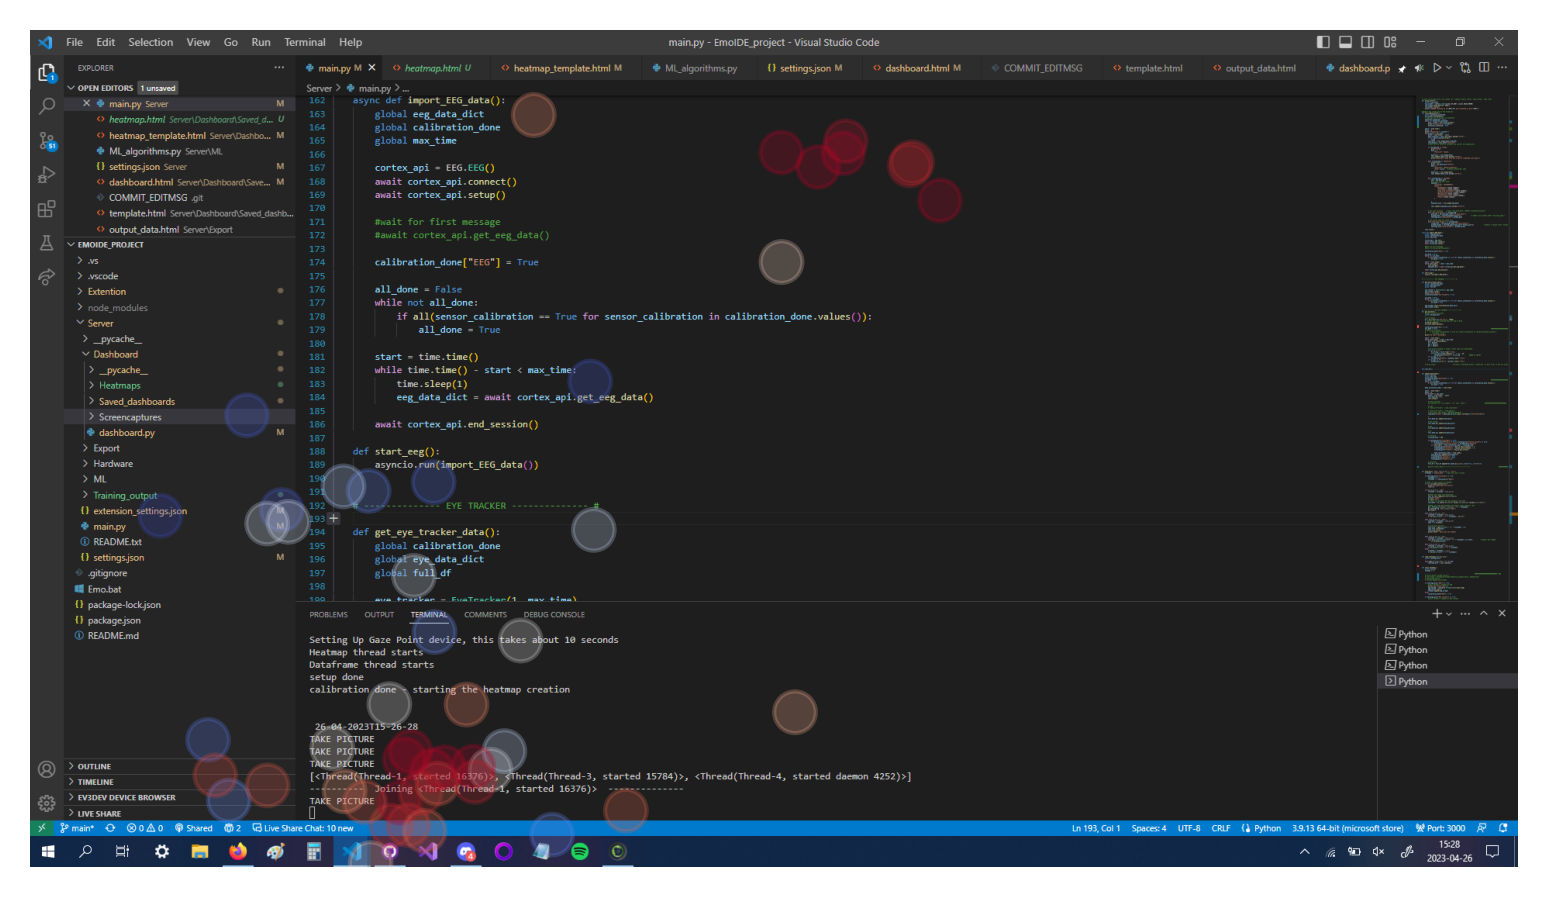 File Edit Selection View Go Run Terminal Help
main.py - EmoIDE_project - Visual Studio Code
EXPLORER
OPEN EDITORS 1 unsaved
main.py Server M
heatmap.html Server\Dashboard\Saved_d... U
heatmap_template.html Server\Dashbo... M
ML_algorithms.py Server\ML
settings.json Server M
dashboard.html Server\Dashboard\Save... M
COMMIT_EDITMSG .git
template.html Server\Dashboard\Saved_dashb...
output_data.html Server\Export
EMOIDE_PROJECT
.vs
.vscode
Extention
node_modules
Server
__pycache__
Dashboard
__pycache__
Heatmaps
Saved_dashboards
Screencaptures
dashboard.py M
Export
Hardware
ML
Training_output
extension_settings.json M
main.py M
README.txt
settings.json M
.gitignore
Emo.bat
package-lock.json
package.json
README.md
OUTLINE
TIMELINE
EV3DEV DEVICE BROWSER
LIVE SHARE
main.py M heatmap.html U heatmap_template.html M ML_algorithms.py settings.json M dashboard.html M COMMIT_EDITMSG template.html output_data.html dashboard.p
Server > main.py > ...
162 async def import_EEG_data():
163 global eeg_data_dict
164 global calibration_done
165 global max_time
166
167 cortex_api = EEG.EEG()
168 await cortex_api.connect()
169 await cortex_api.setup()
170
171 #wait for first message
172 #await cortex_api.get_eeg_data()
173
174 calibration_done["EEG"] = True
175
176 all_done = False
177 while not all_done:
178 if all(sensor_calibration == True for sensor_calibration in calibration_done.values()):
179 all_done = True
180
181 start = time.time()
182 while time.time() - start < max_time:
183 time.sleep(1)
184 eeg_data_dict = await cortex_api.get_eeg_data()
185
186 await cortex_api.end_session()
187
188 def start_eeg():
189 asyncio.run(import_EEG_data())
190
191
192 # -------------- EYE TRACKER -------------- #
193
194 def get_eye_tracker_data():
195 global calibration_done
196 global eye_data_dict
197 global full_df
198
199 eye_tracker = EyeTracker(1, max_time)
PROBLEMS OUTPUT TERMINAL COMMENTS DEBUG CONSOLE
Setting Up Gaze Point device, this takes about 10 seconds
Heatmap thread starts
Dataframe thread starts
setup done
calibration done - starting the heatmap creation
26-04-2023T15-26-28
TAKE PICTURE
TAKE PICTURE
TAKE PICTURE
[<Thread(Thread-1, started 16376)>, <Thread(Thread-3, started 15784)>, <Thread(Thread-4, started daemon 4252)>]
---------- Joining <Thread(Thread-1, started 16376)> --------------
TAKE PICTURE
Python
Python
Python
Python
main* 0 0 Shared 2 Live Share Chat: 10 new
Ln 193, Col 1 Spaces: 4 UTF-8 CRLF Python 3.9.13 64-bit (microsoft store) Port: 3000
15:28
2023-04-26